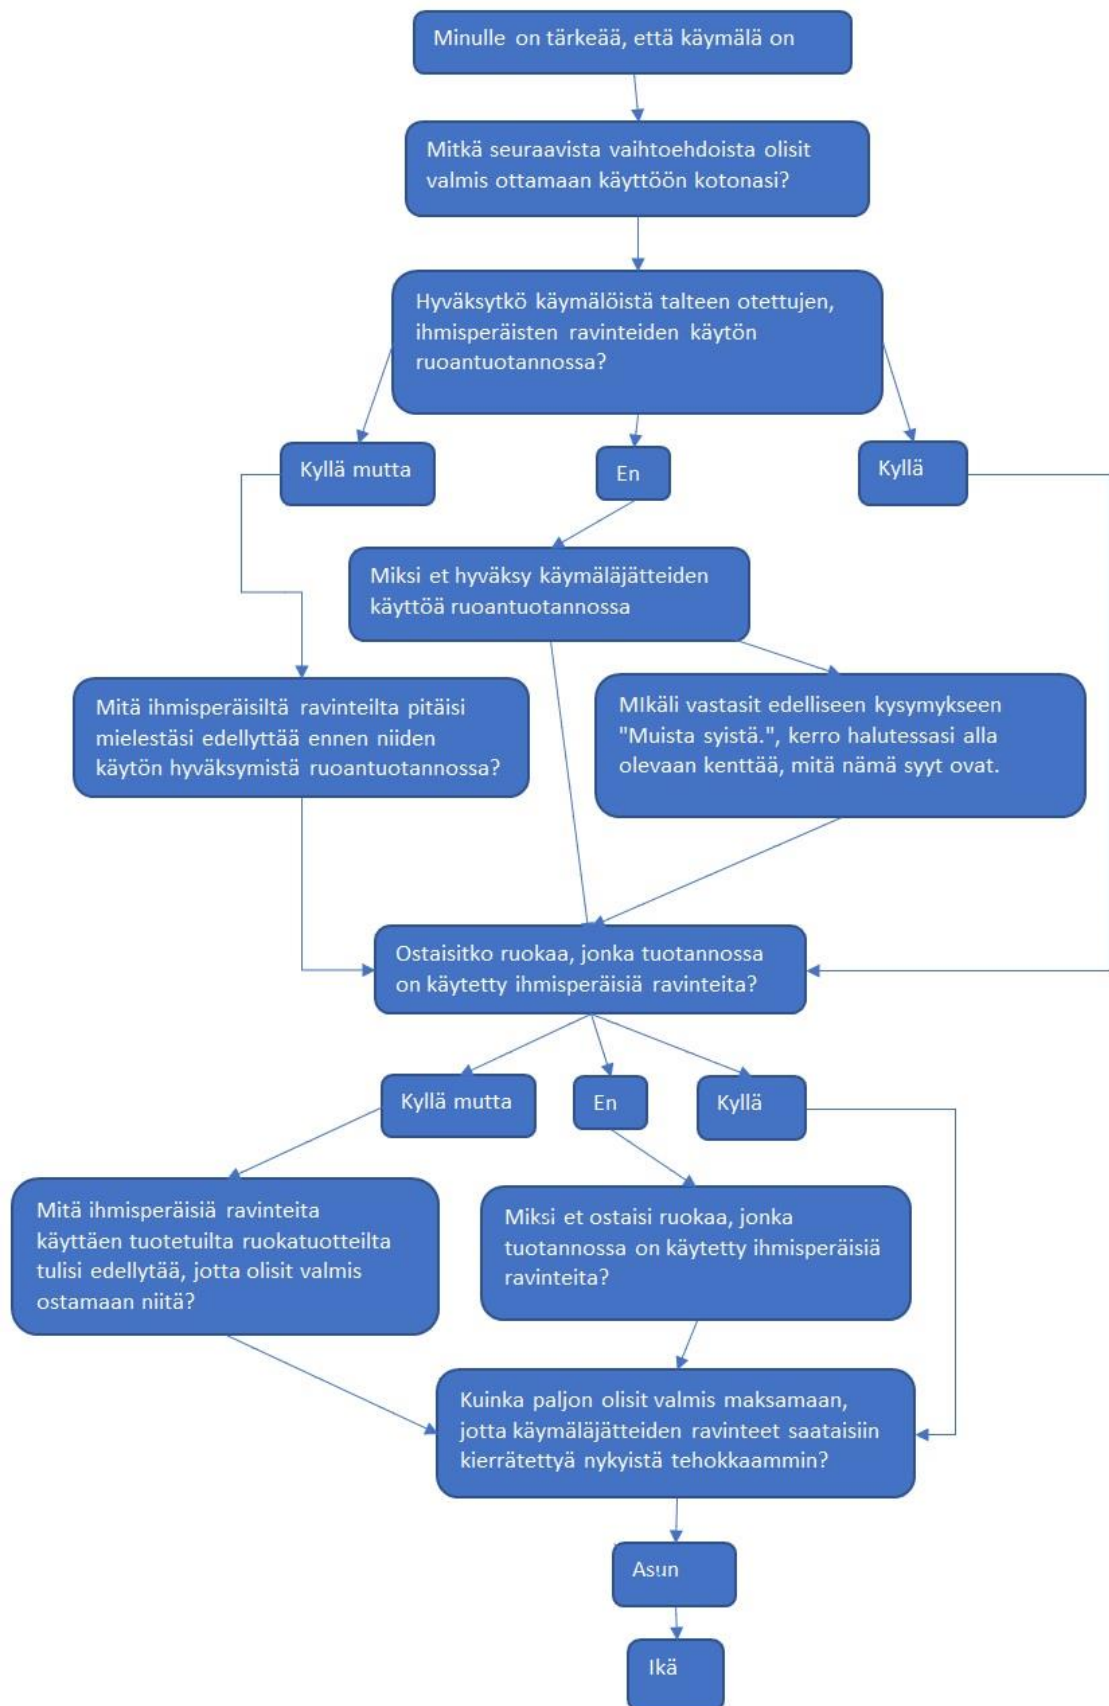 Minulle on tärkeää, että käymälä on
Mitkä seuraavista vaihtoehdoista olisit
valmis ottamaan käyttöön kotonasi?
Hyväksytkö käymälöistä talteen otettujen,
ihmisperäisten ravinteiden käytön
ruoantuotannossa?
Kyllä mutta
En
Kyllä
Miksi et hyväksy käymäläjätteiden
käyttöä ruoantuotannossa
Mitä ihmisperäisiltä ravinteilta pitäisi
mielestäsi edellyttää ennen niiden
käytön hyväksymistä ruoantuotannossa?
MIkäli vastasit edelliseen kysymykseen
"Muista syistä.", kerro halutessasi alla
olevaan kenttää, mitä nämä syyt ovat.
Ostaisitko ruokaa, jonka tuotannossa
on käytetty ihmisperäisiä ravinteita?
Kyllä mutta
En
Kyllä
Mitä ihmisperäisiä ravinteita
käyttäen tuotetuilta ruokatuotteilta
tulisi edellytää, jotta olisit valmis
ostamaan niitä?
Miksi et ostaisi ruokaa, jonka
tuotannossa on käytetty ihmisperäisiä
ravinteita?
Kuinka paljon olisit valmis maksamaan,
jotta käymäläjätteiden ravinteet saataisiin
kierrätettyä nykyistä tehokkaammin?
Asun
Ikä